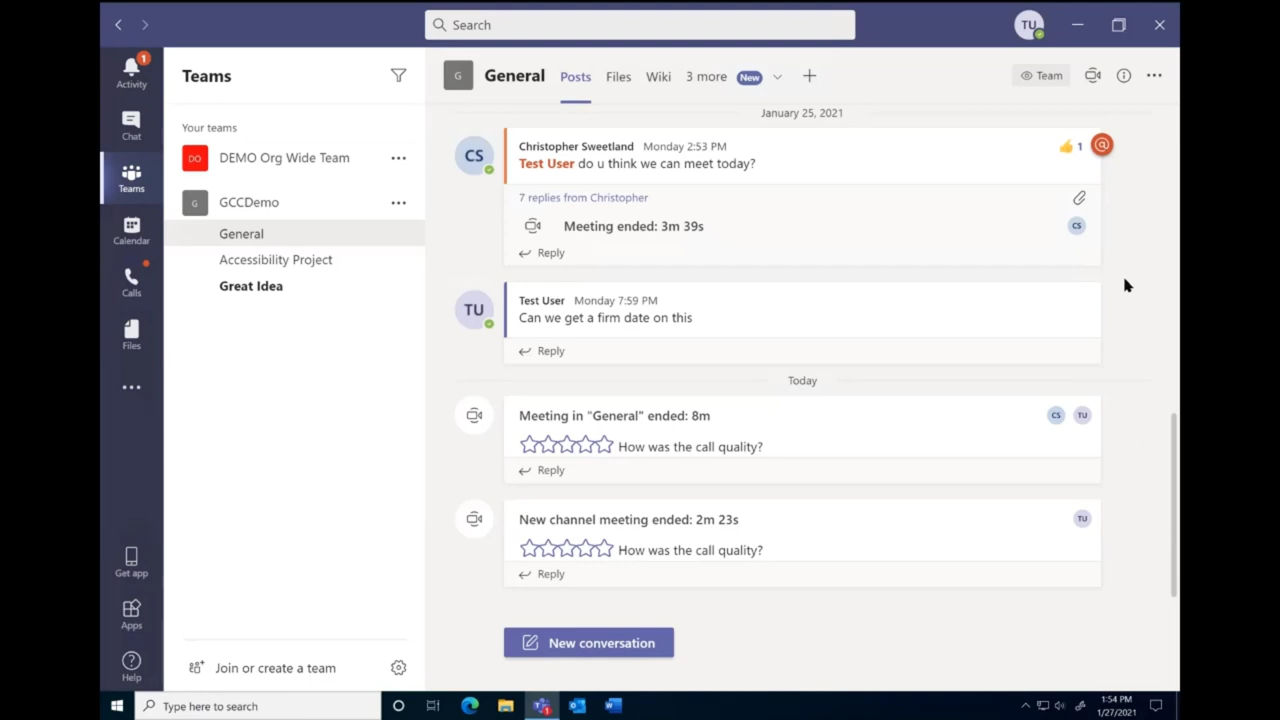 Search
TU
1
Activity
Chat
Teams
Calendar
Calls
Files
Get app
Apps
Help
Teams
Your teams
DO DEMO Org Wide Team
G GCCDemo
General
Accessibility Project
Great Idea
Join or create a team
G General Posts Files Wiki 3 more New
Team
January 25, 2021
CS
Christopher Sweetland Monday 2:53 PM
1 @
Test User do u think we can meet today?
7 replies from Christopher
Meeting ended: 3m 39s
CS
Reply
TU
Test User Monday 7:59 PM
Can we get a firm date on this
Reply
Today
Meeting in "General" ended: 8m
CS TU
How was the call quality?
Reply
New channel meeting ended: 2m 23s
TU
How was the call quality?
Reply
New conversation
Type here to search
1:54 PM
1/27/2021